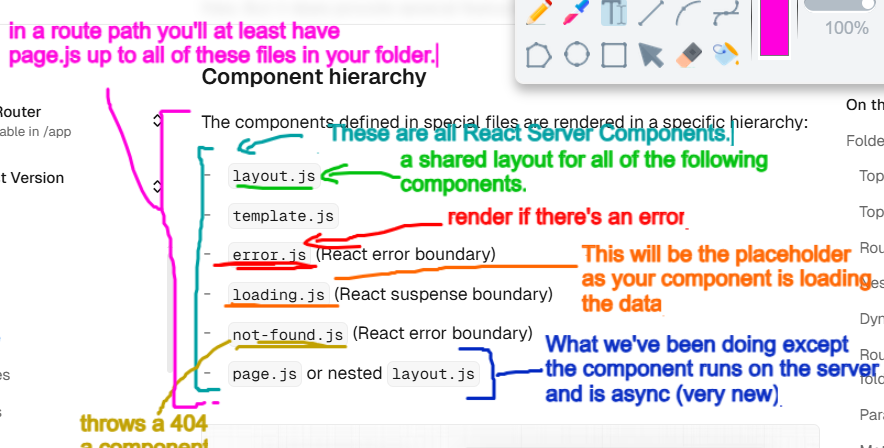 in a route path you'll at least have
page.js up to all of these files in your folder.
100%
Component hierarchy
Router
able in /app
On th
The components defined in special files are rendered in a specific hierarchy:
These are all React Server Components.
Folde
t Version
layout.js
a shared layout for all of the following
components.
Top
template.js
render if there's an error
Top
error.js (React error boundary)
This will be the placeholder
as your component is loading
the data
Rou
loading.js (React suspense boundary)
Nes
Dyn
not-found.js (React error boundary)
What we've been doing except
the component runs on the server
and is async (very new)
Rou
folde
es
page.js or nested layout.js
throws a 404
a component
Para